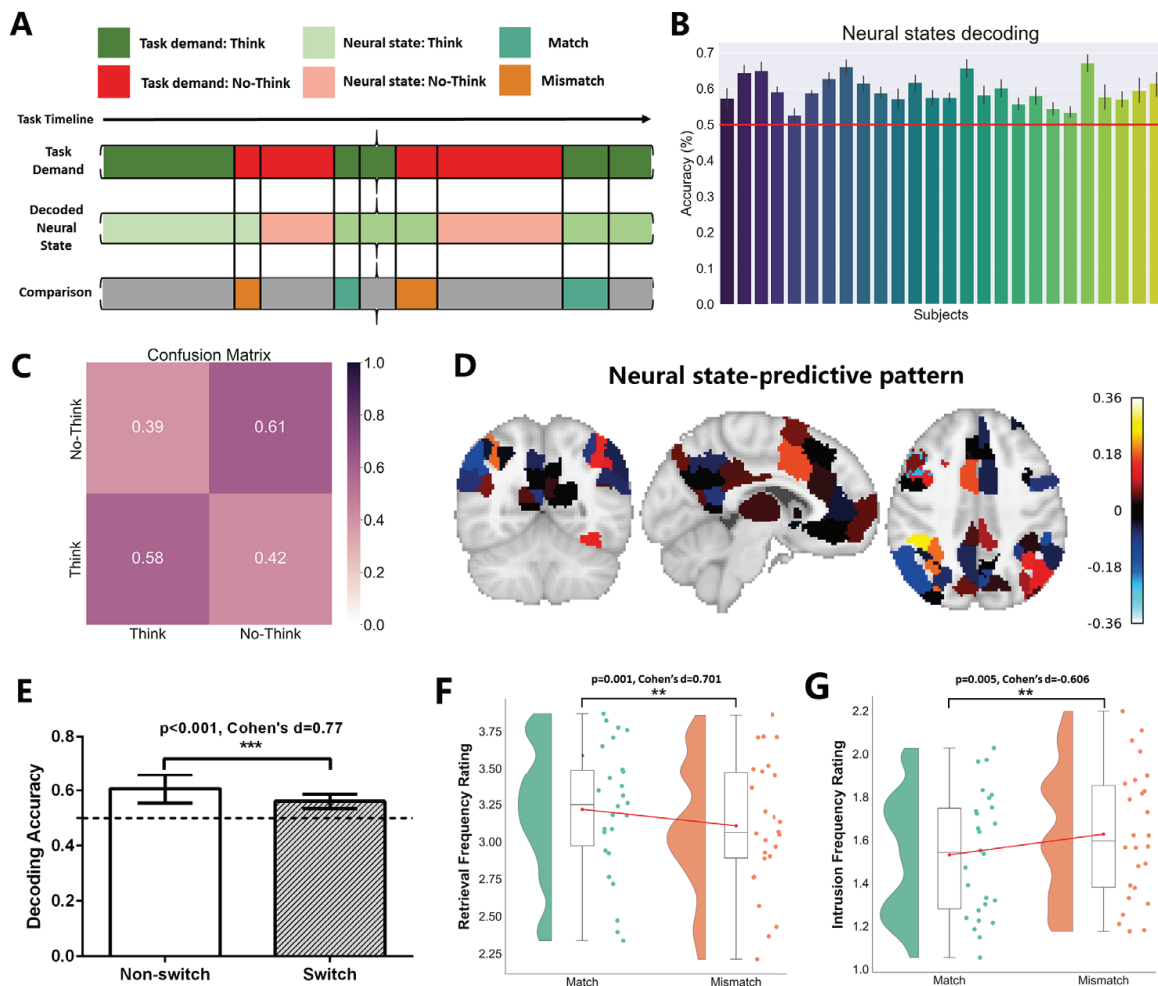 A
Task demand: Think
Neural state: Think
Match
Task demand: No-Think
Neural state: No-Think
Mismatch
Task Timeline
Task
Demand
Decoded
Neural
State
Comparison
B
Neural states decoding
Accuracy (%)
0.7
0.6
0.5
0.4
0.3
0.2
0.1
0.0
Subjects
C
Confusion Matrix
No-Think
Think
0.39
0.61
0.58
0.42
Think
No-Think
1.0
0.8
0.6
0.4
0.2
0.0
D
Neural state-predictive pattern
0.36
0.18
0
-0.18
-0.36
E
p<0.001, Cohen's d=0.77
***
Decoding Accuracy
0.8
0.6
0.4
0.2
0.0
Non-switch
Switch
F
p=0.001, Cohen's d=0.701
**
Retrieval Frequency Rating
3.75
3.50
3.25
3.00
2.75
2.50
2.25
Match
Mismatch
G
p=0.005, Cohen's d=-0.606
**
Intrusion Frequency Rating
2.2
2.0
1.8
1.6
1.4
1.2
1.0
Match
Mismatch